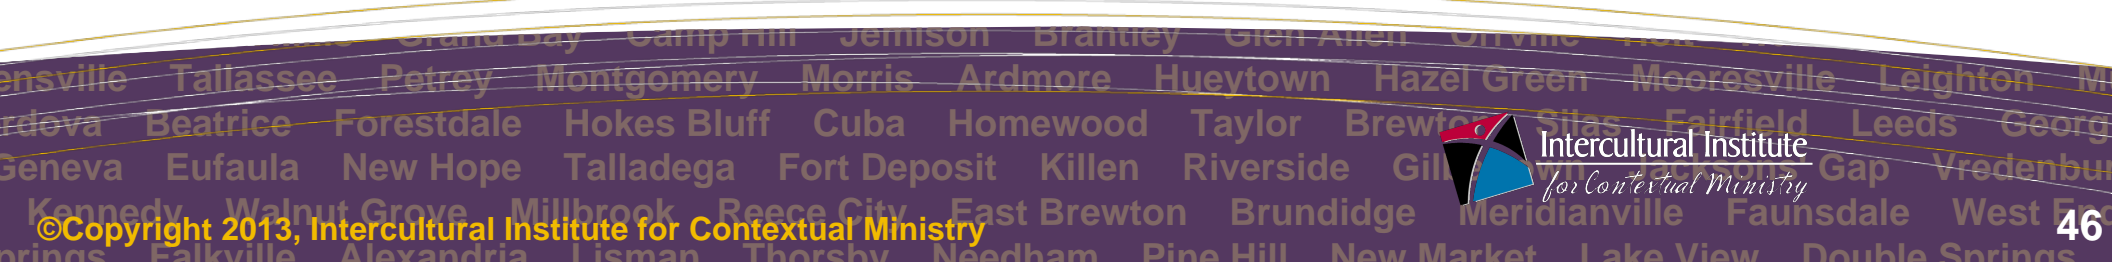 Grand Bay Camp Hill Jemison Brantley Glen Allen Orrville
ensville Tallassee Petrey Montgomery Morris Ardmore Hueytown Hazel Green Mooresville Leighton M
rdova Beatrice Forestdale Hokes Bluff Cuba Homewood Taylor Brewton Silas Fairfield Leeds Georg
Geneva Eufaula New Hope Talladega Fort Deposit Killen Riverside Jacksons Gap Vredenbu
Intercultural Institute
for Contextual Ministry
Kennedy Walnut Grove Millbrook Reece City East Brewton Brundidge Meridianville Faunsdale West
©Copyright 2013, Intercultural Institute for Contextual Ministry
46
prings Falkville Alexandria Lisman Thorsby Needham Pine Hill New Market Lake View Double Springs